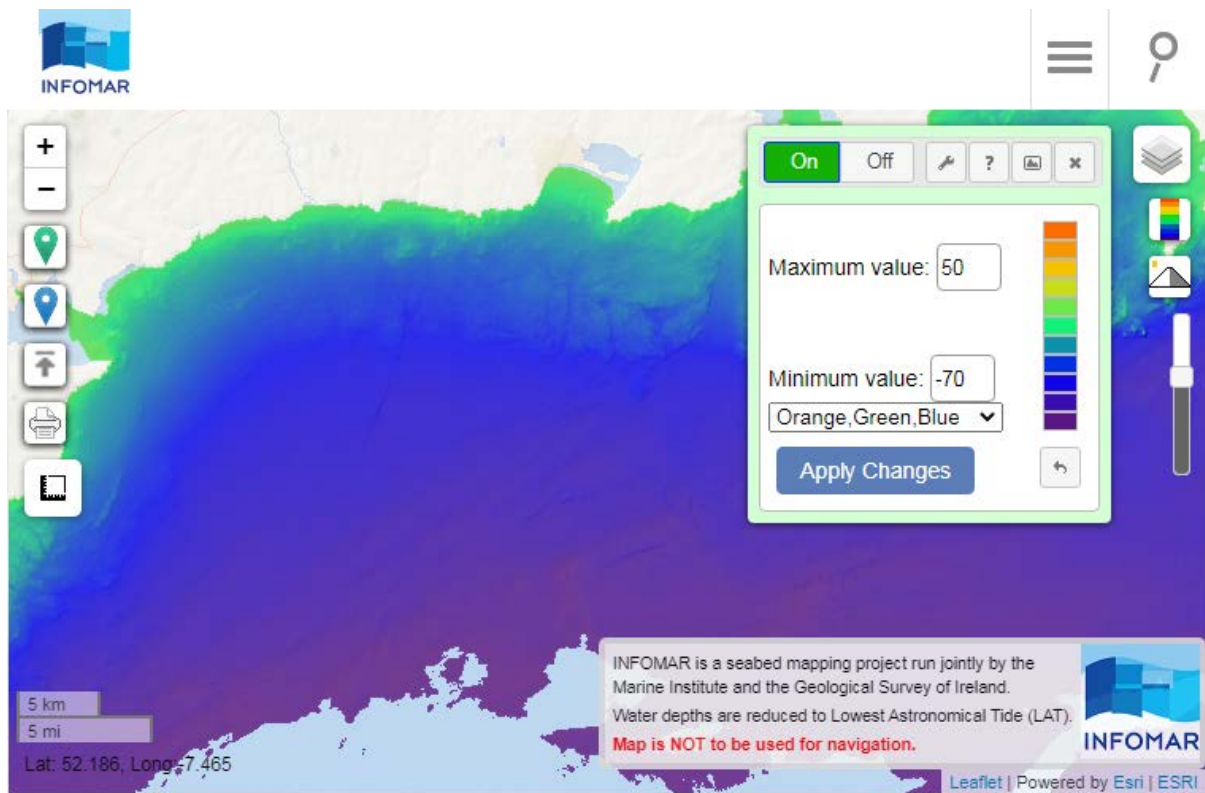 INFOMAR
+
−
On Off ?
Maximum value: 50
Minimum value: -70
Orange,Green,Blue
Apply Changes
5 km
5 mi
Lat: 52.186, Long -7.465
INFOMAR is a seabed mapping project run jointly by the
Marine Institute and the Geological Survey of Ireland.
Water depths are reduced to Lowest Astronomical Tide (LAT).
Map is NOT to be used for navigation.
INFOMAR
Leaflet | Powered by Esri | ESRI